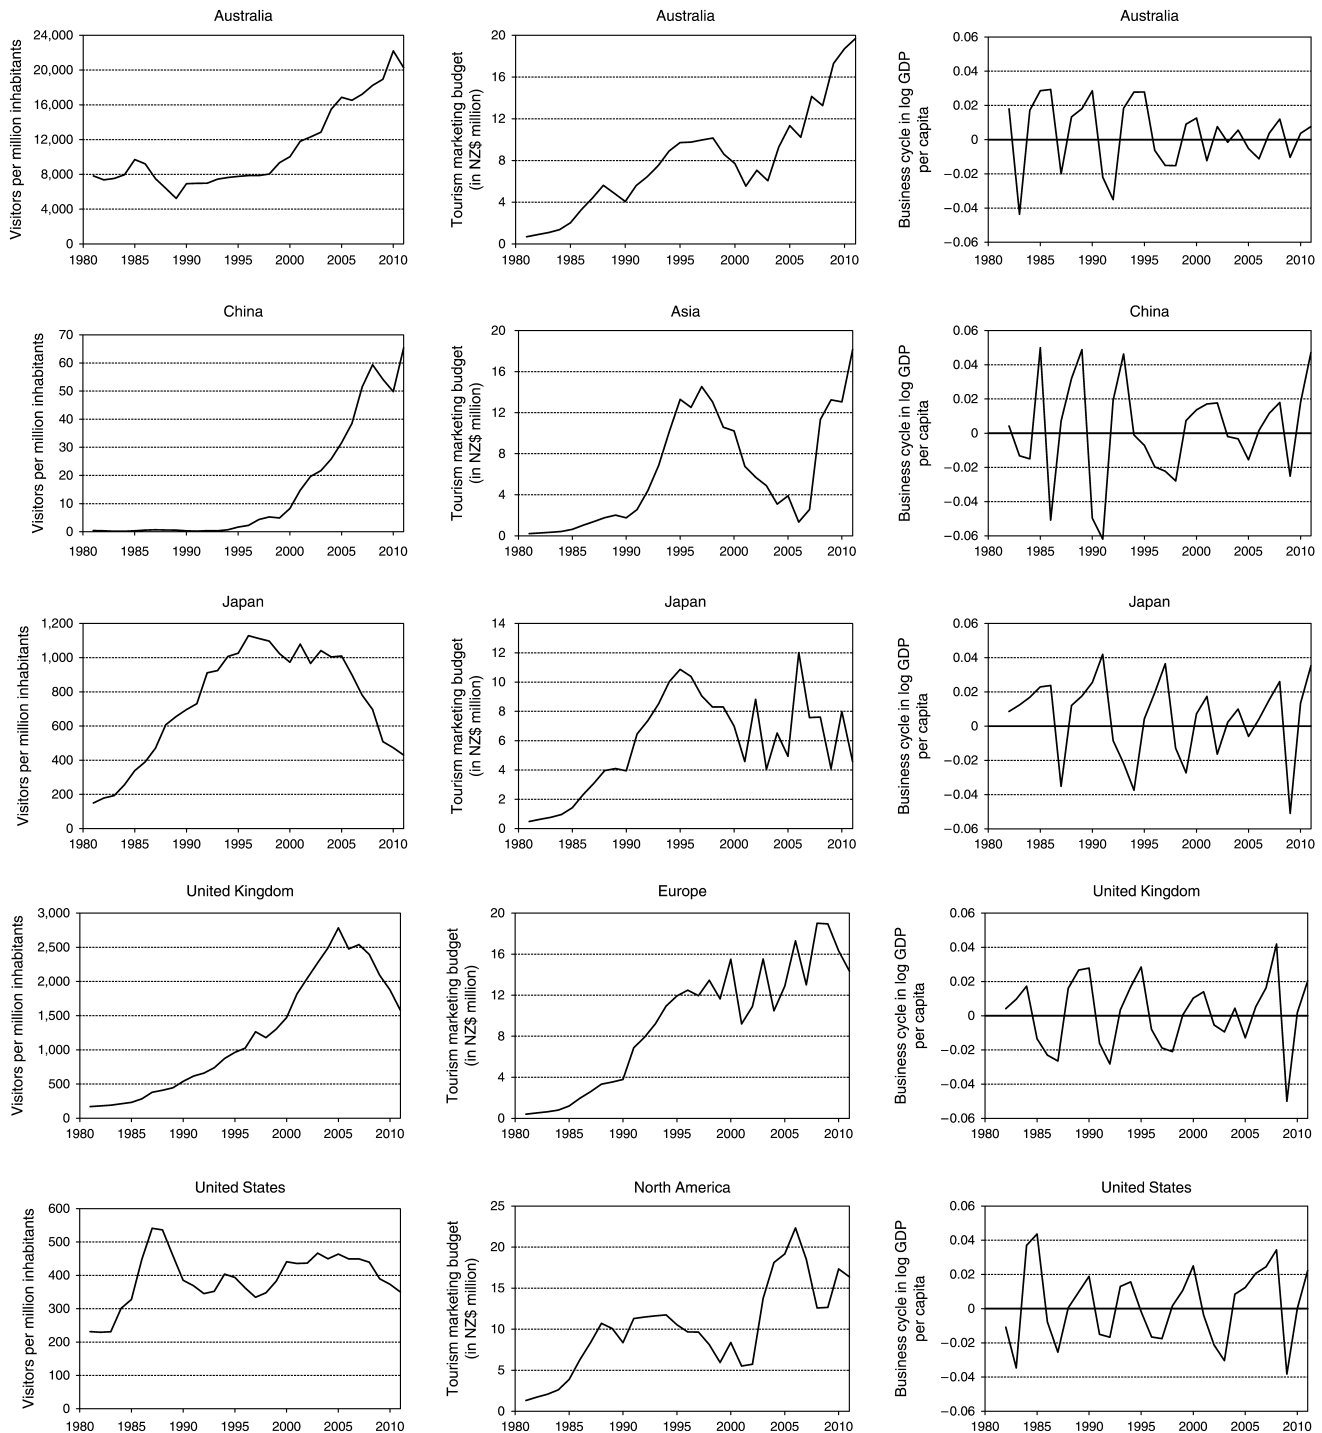 Australia
Visitors per million inhabitants
24,000
20,000
16,000
12,000
8,000
4,000
0
1980 1985 1990 1995 2000 2005 2010
Australia
Tourism marketing budget
(in NZ$ million)
20
16
12
8
4
0
1980 1985 1990 1995 2000 2005 2010
Australia
Business cycle in log GDP
per capita
0.06
0.04
0.02
0
−0.02
−0.04
−0.06
1980 1985 1990 1995 2000 2005 2010
China
Visitors per million inhabitants
70
60
50
40
30
20
10
0
1980 1985 1990 1995 2000 2005 2010
Asia
Tourism marketing budget
(in NZ$ million)
20
16
12
8
4
0
1980 1985 1990 1995 2000 2005 2010
China
Business cycle in log GDP
per capita
0.06
0.04
0.02
0
−0.02
−0.04
−0.06
1980 1985 1990 1995 2000 2005 2010
Japan
Visitors per million inhabitants
1,200
1,000
800
600
400
200
0
1980 1985 1990 1995 2000 2005 2010
Japan
Tourism marketing budget
(in NZ$ million)
14
12
10
8
6
4
2
0
1980 1985 1990 1995 2000 2005 2010
Japan
Business cycle in log GDP
per capita
0.06
0.04
0.02
0
−0.02
−0.04
−0.06
1980 1985 1990 1995 2000 2005 2010
United Kingdom
Visitors per million inhabitants
3,000
2,500
2,000
1,500
1,000
500
0
1980 1985 1990 1995 2000 2005 2010
Europe
Tourism marketing budget
(in NZ$ million)
20
16
12
8
4
0
1980 1985 1990 1995 2000 2005 2010
United Kingdom
Business cycle in log GDP
per capita
0.06
0.04
0.02
0
−0.02
−0.04
−0.06
1980 1985 1990 1995 2000 2005 2010
United States
Visitors per million inhabitants
600
500
400
300
200
100
0
1980 1985 1990 1995 2000 2005 2010
North America
Tourism marketing budget
(in NZ$ million)
25
20
15
10
5
0
1980 1985 1990 1995 2000 2005 2010
United States
Business cycle in log GDP
per capita
0.06
0.04
0.02
0
−0.02
−0.04
−0.06
1980 1985 1990 1995 2000 2005 2010